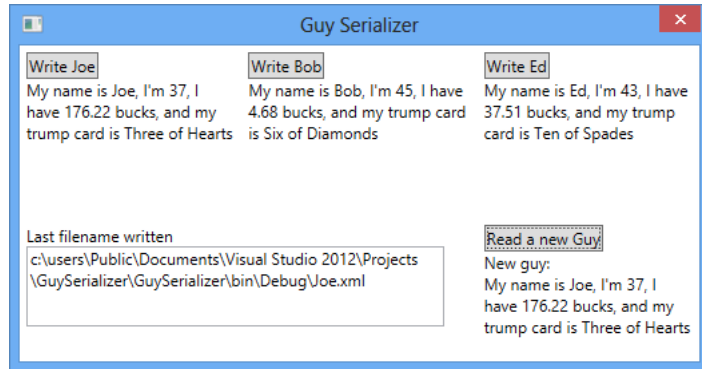 Guy Serializer
Write Joe
My name is Joe, I'm 37, I
have 176.22 bucks, and my
trump card is Three of Hearts
Write Bob
My name is Bob, I'm 45, I have
4.68 bucks, and my trump card
is Six of Diamonds
Write Ed
My name is Ed, I'm 43, I have
37.51 bucks, and my trump
card is Ten of Spades
Last filename written
c:\users\Public\Documents\Visual Studio 2012\Projects
\GuySerializer\GuySerializer\bin\Debug\Joe.xml
Read a new Guy
New guy:
My name is Joe, I'm 37, I
have 176.22 bucks, and my
trump card is Three of Hearts